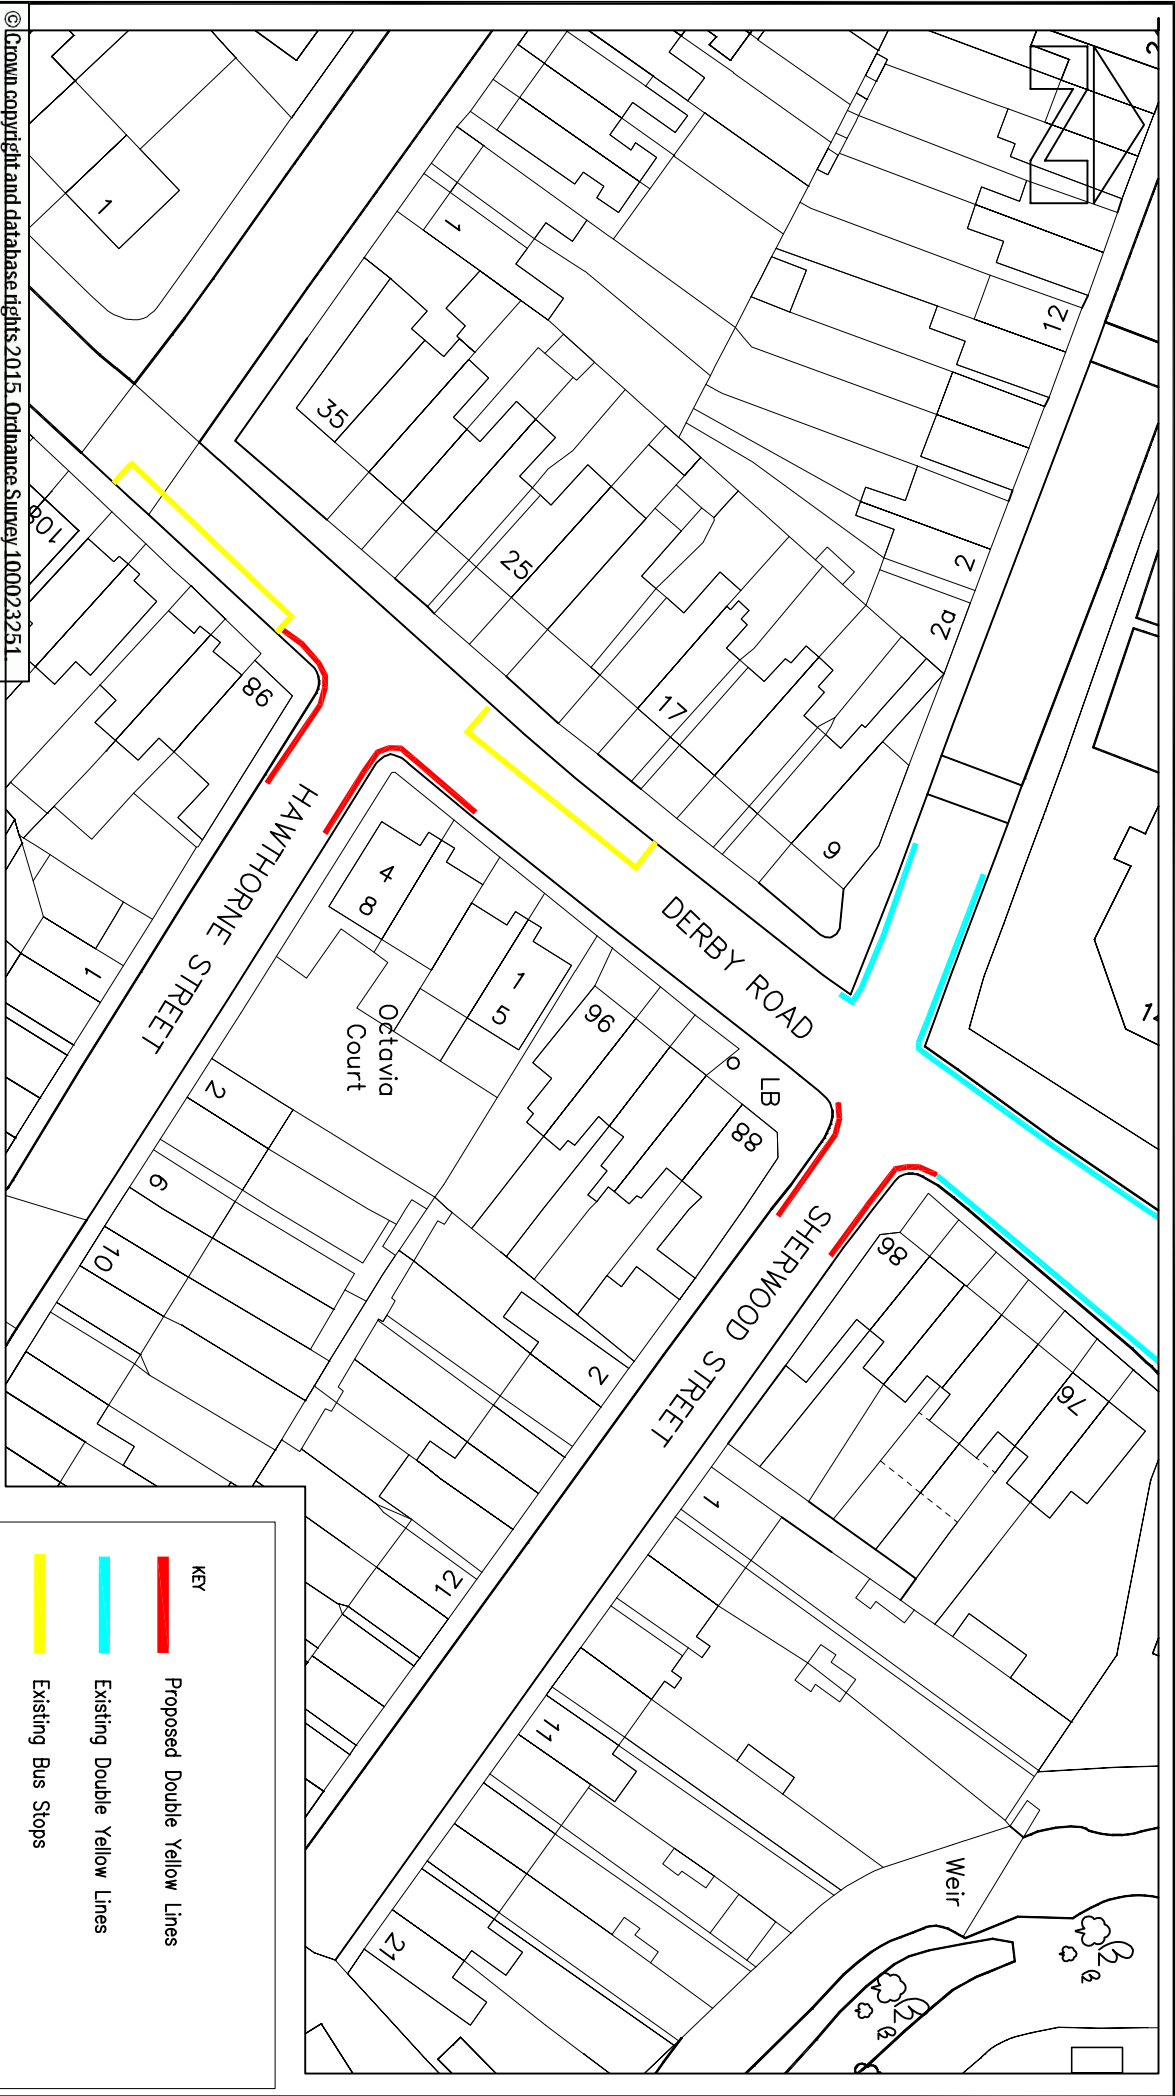 N
2
12
2
2a
1
1
35
25
17
9
DERBY ROAD
14
108
98
HAWTHORNE STREET
1
4
8
1
5
Octavia
Court
96
LB
88
SHERWOOD STREET
86
76
2
6
10
2
12
1
11
21
Weir
KEY
Proposed Double Yellow Lines
Existing Double Yellow Lines
Existing Bus Stops
© Crown copyright and database rights 2015. Ordnance Survey 100023251.